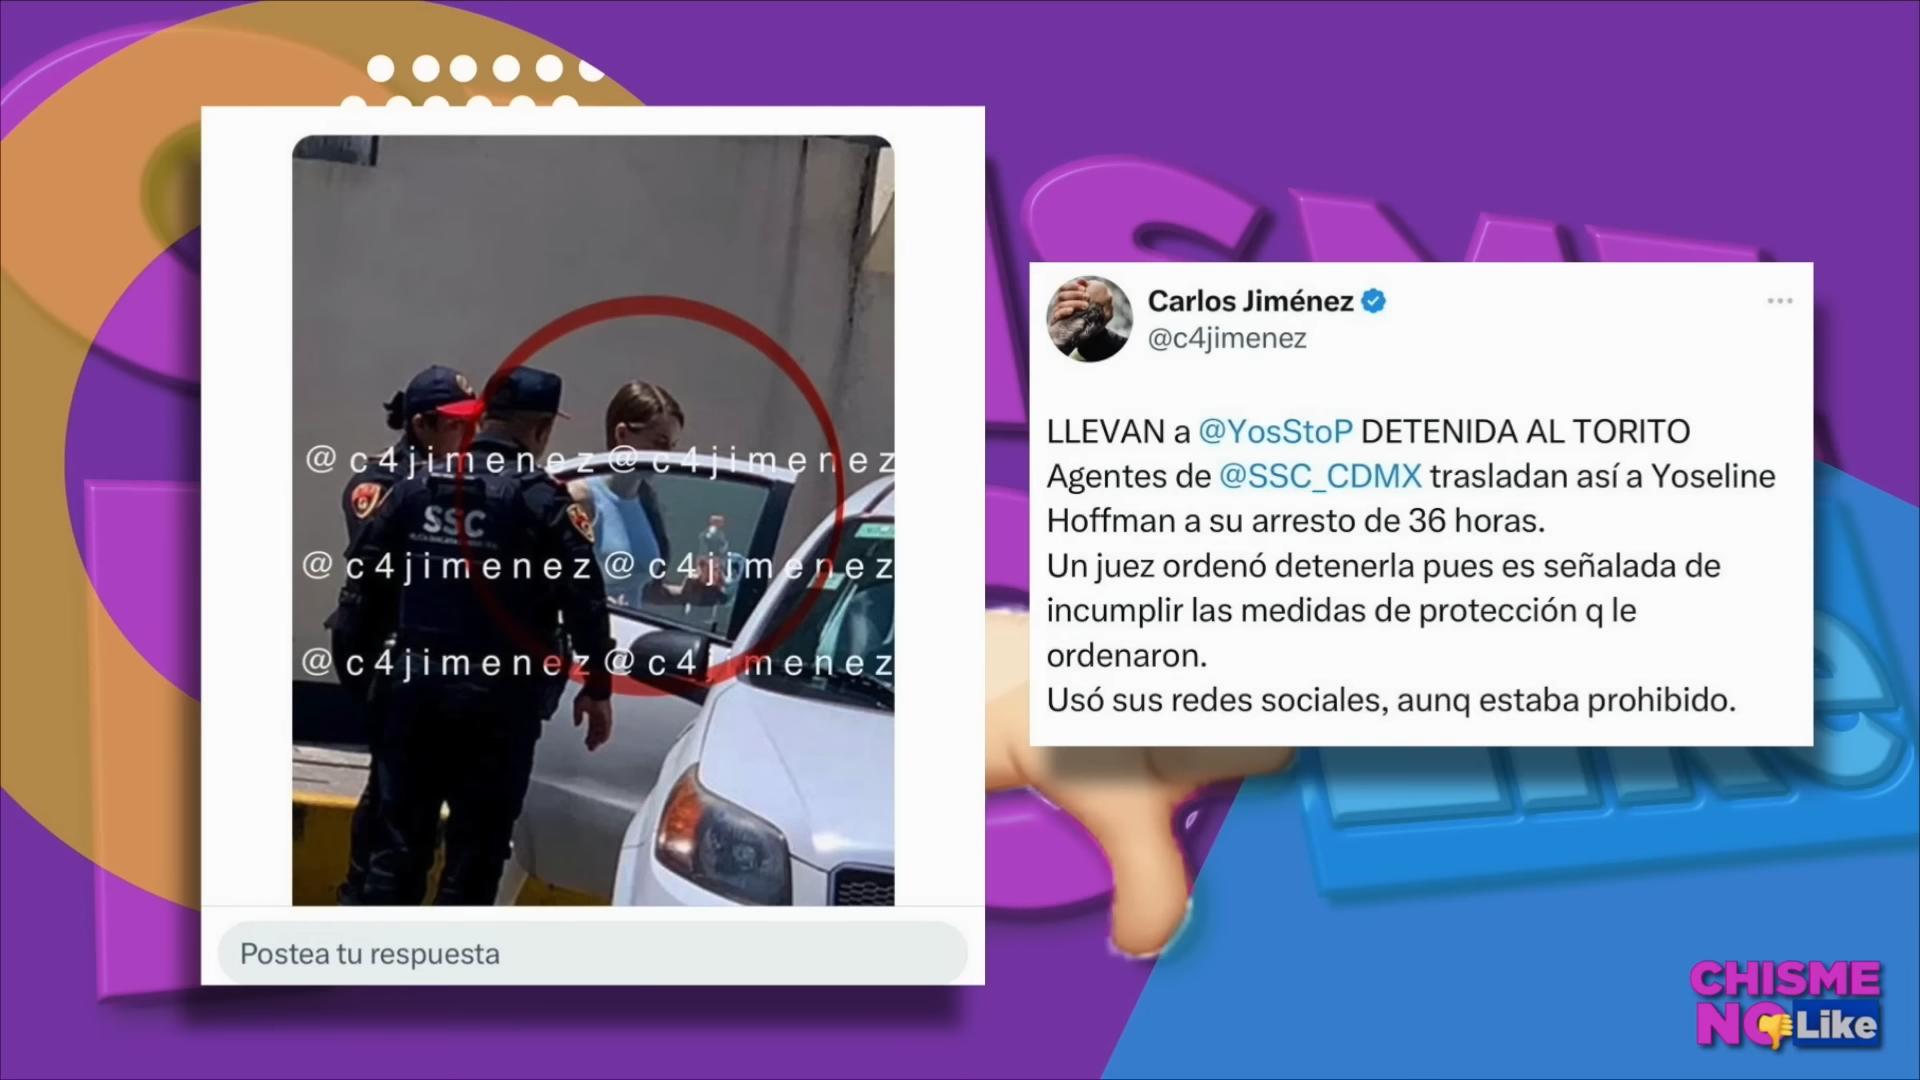 @c4jimenez@c4jimenez
SSC
@c4jimenez@c4jimenez
@c4jimenez@c4jimenez
Postea tu respuesta
Carlos Jiménez
@c4jimenez
LLEVAN a @YosStoP DETENIDA AL TORITO
Agentes de @SSC_CDMX trasladan así a Yoseline
Hoffman a su arresto de 36 horas.
Un juez ordenó detenerla pues es señalada de
incumplir las medidas de protección q le
ordenaron.
Usó sus redes sociales, aunq estaba prohibido.
CHISME
NO Like